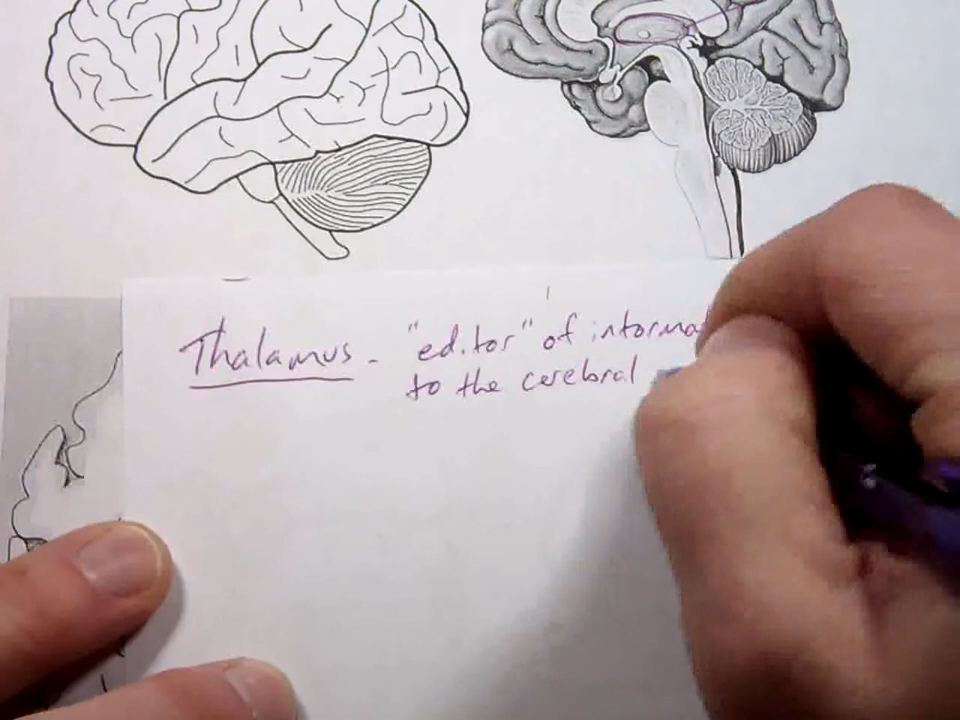 Thalamus - "editor" of informa
to the cerebral